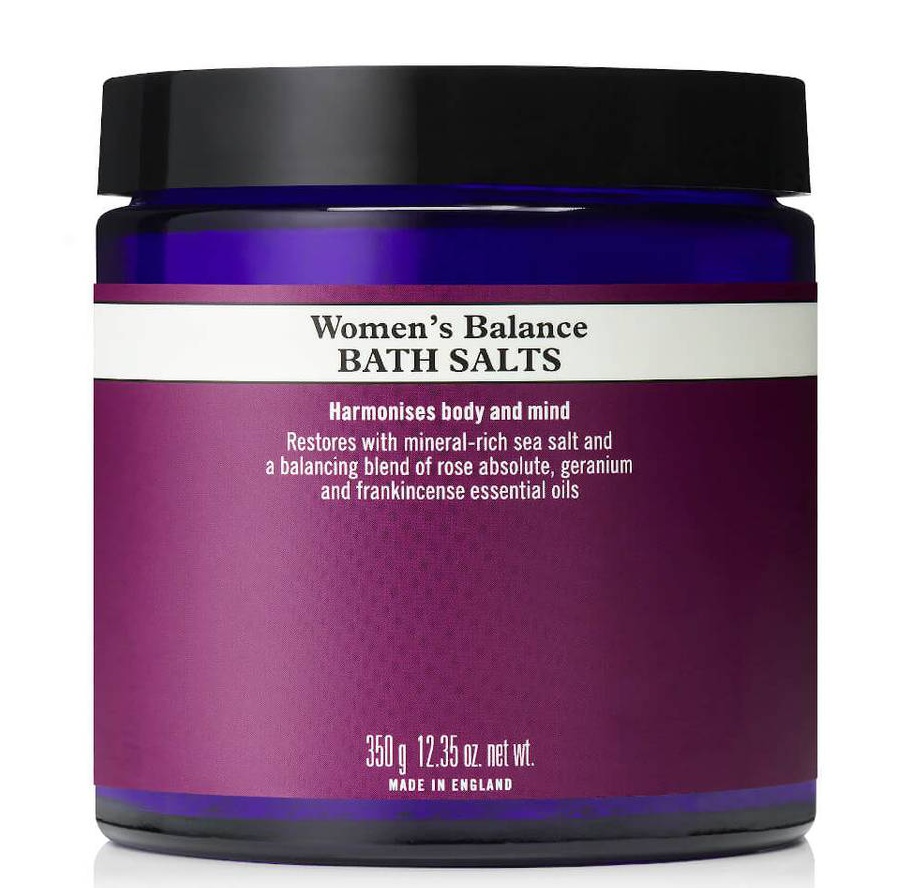 Women's Balance
BATH SALTS
Harmonises body and mind
Restores with mineral-rich sea salt and
a balancing blend of rose absolute, geranium
and frankincense essential oils
350 g 12.35 oz. net wt.
MADE IN ENGLAND